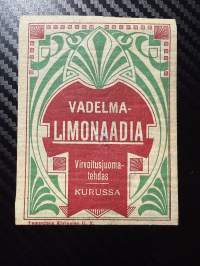 VADELMA-
LIMONAADIA
Virvoitusjuoma-
tehdas
KURUSSA